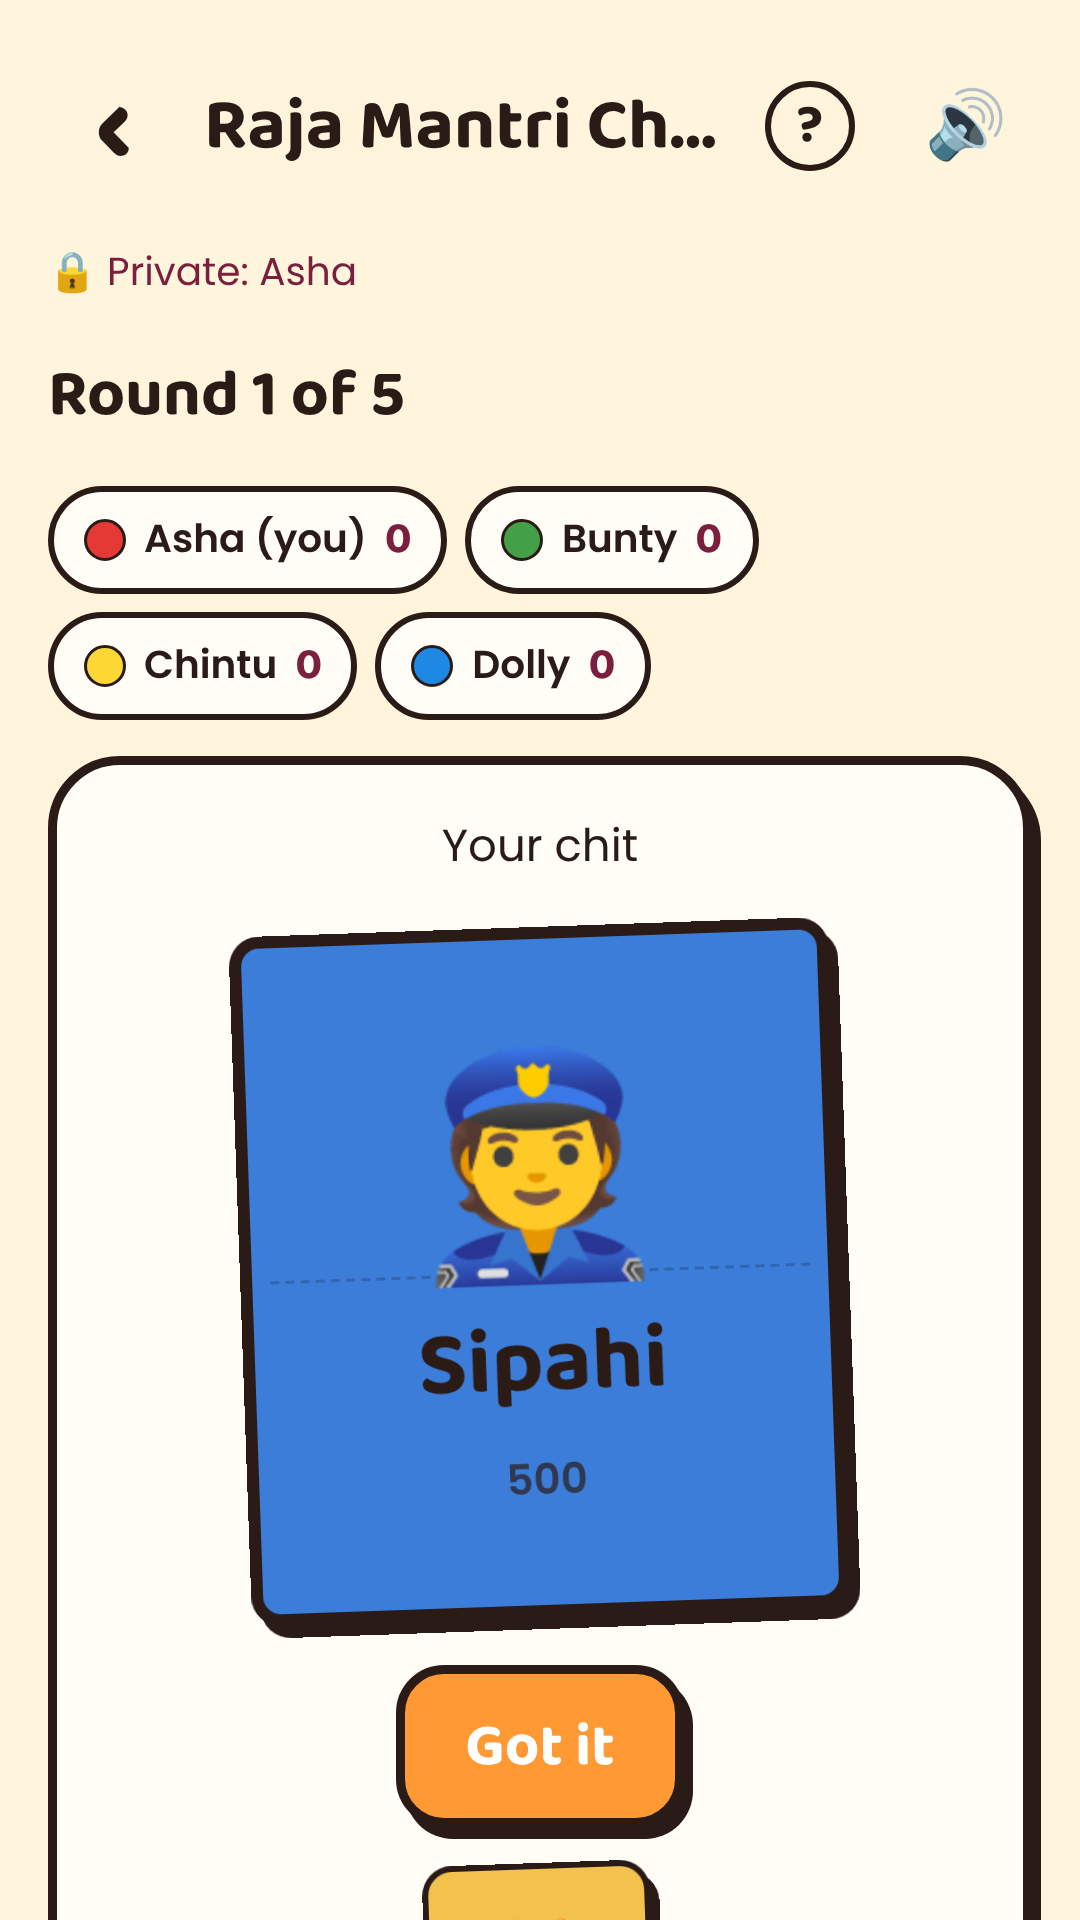 Raja Mantri Ch... ?
Private: Asha
Round 1 of 5
Asha (you) 0 Bunty 0
Chintu 0 Dolly 0
Your chit
Sipahi
500
Got it